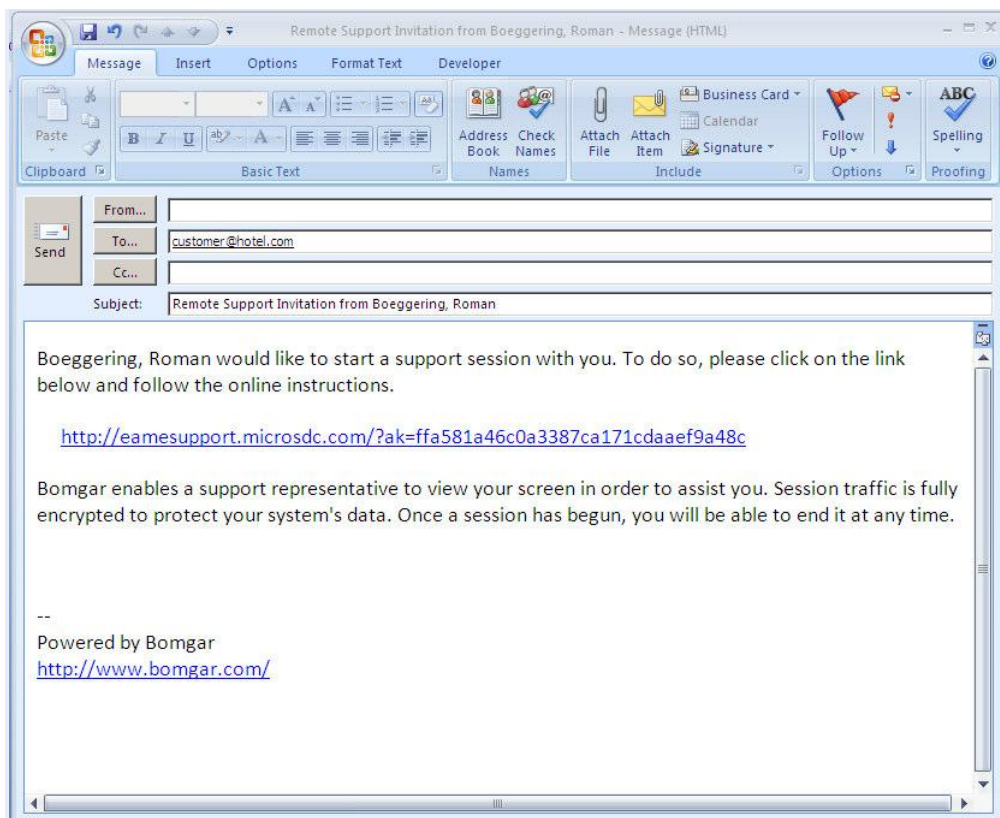 Remote Support Invitation from Boeggering, Roman - Message (HTML)
Message Insert Options Format Text Developer
Paste
B I U ab A
Address Book
Check Names
Attach File
Attach Item
Business Card
Calendar
Signature
Follow Up
ABC
Spelling
Clipboard Basic Text Names Include Options Proofing
From...
Send
To... customer@hotel.com
Cc...
Subject: Remote Support Invitation from Boeggering, Roman
Boeggering, Roman would like to start a support session with you. To do so, please click on the link
below and follow the online instructions.
http://eamesupport.microsdc.com/?ak=ffa581a46c0a3387ca171cdaaef9a48c
Bomgar enables a support representative to view your screen in order to assist you. Session traffic is fully
encrypted to protect your system's data. Once a session has begun, you will be able to end it at any time.
--
Powered by Bomgar
http://www.bomgar.com/